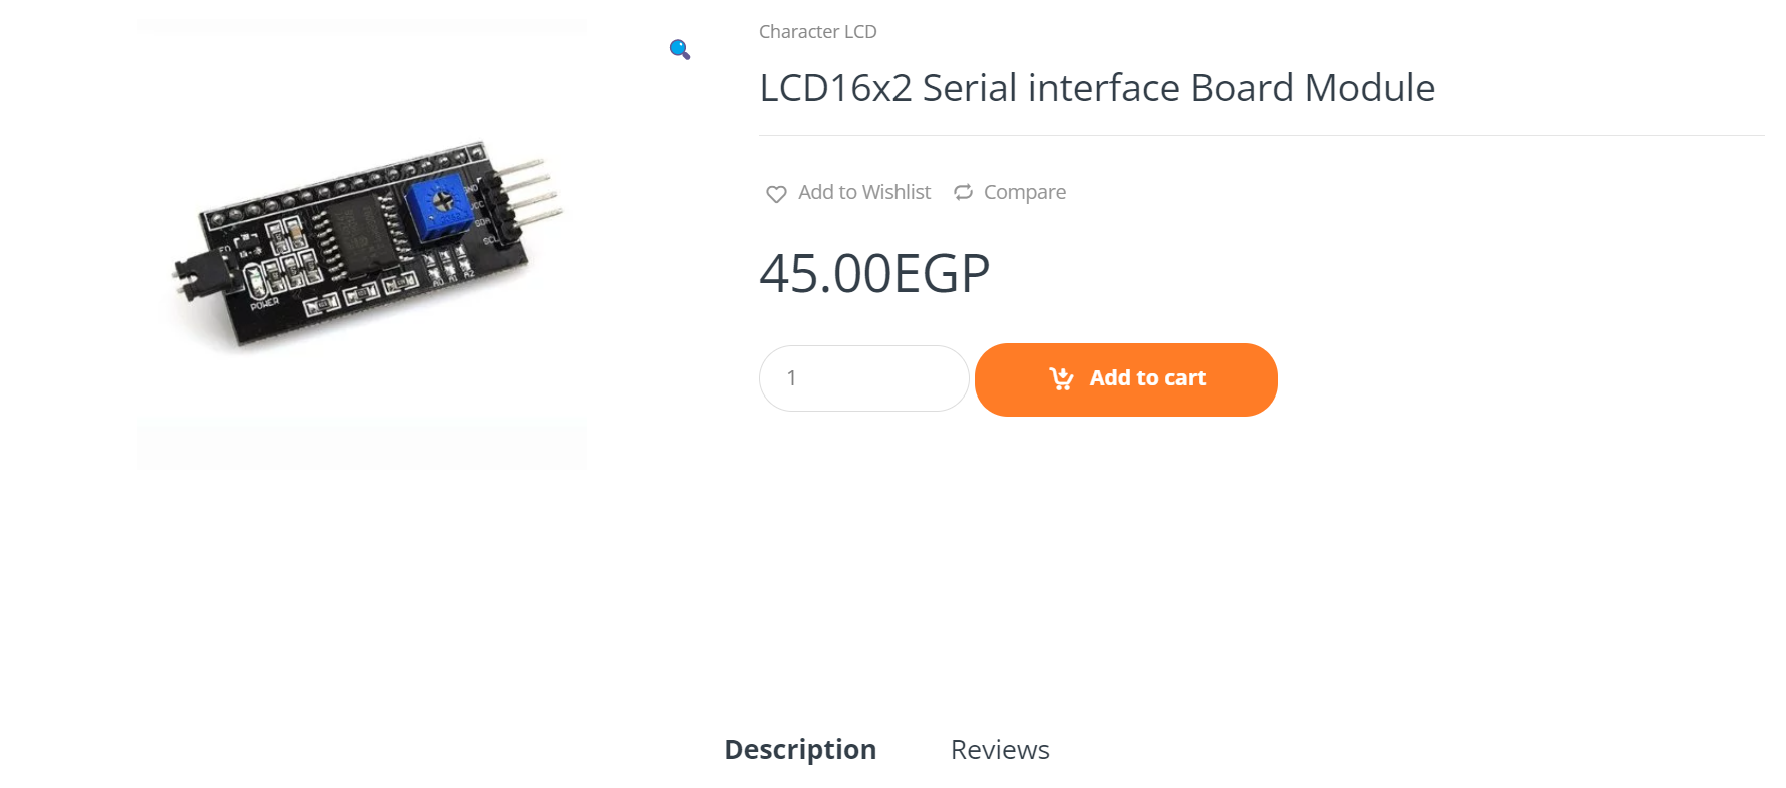 Character LCD
LCD16x2 Serial interface Board Module
Add to Wishlist
Compare
45.00EGP
1
Add to cart
GND
VCC
SDA
SCL
POWER
A0 A1 A2
Description
Reviews